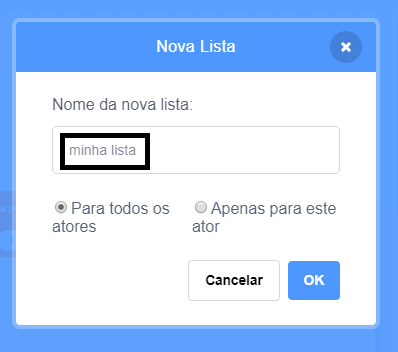 Nova Lista
Nome da nova lista:
minha lista
Para todos os
atores
Apenas para este
ator
Cancelar
OK